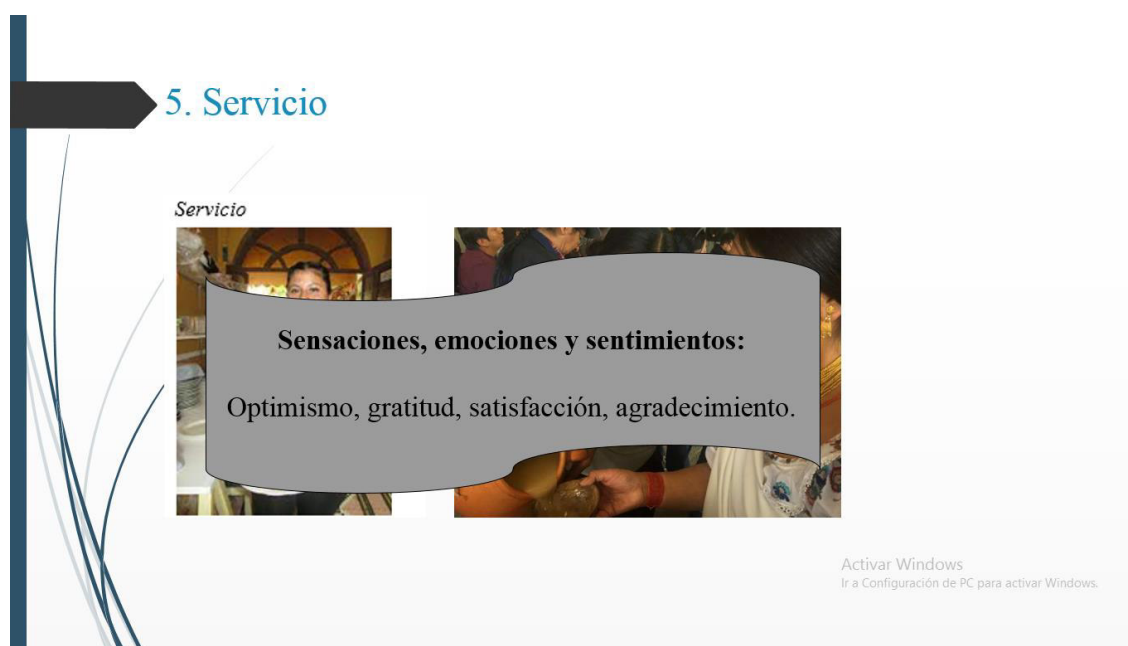 5. Servicio
Servicio
Sensaciones, emociones y sentimientos:
Optimismo, gratitud, satisfacción, agradecimiento.
Activar Windows
Ir a Configuración de PC para activar Windows.